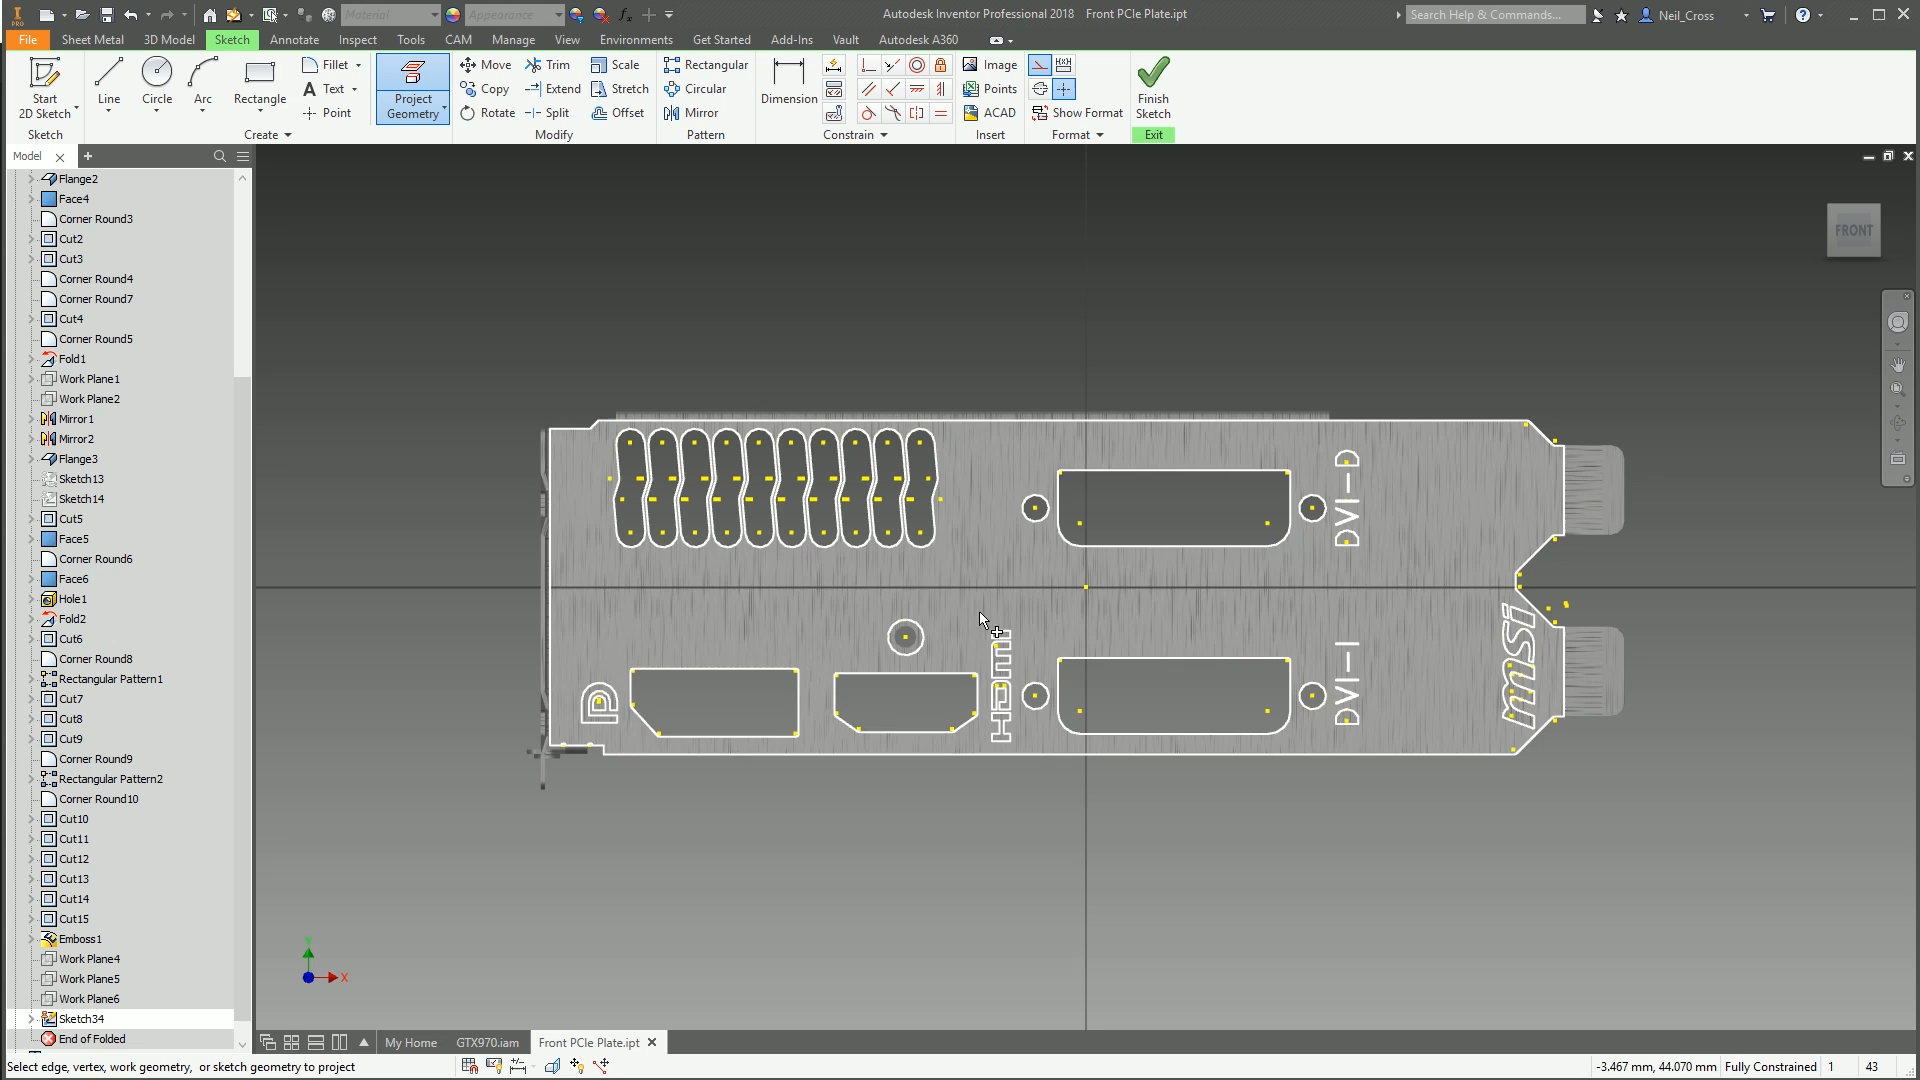 Material
Appearance
Autodesk Inventor Professional 2018 Front PCIe Plate.ipt
Search Help & Commands...
Neil_Cross
File Sheet Metal 3D Model Sketch Annotate Inspect Tools CAM Manage View Environments Get Started Add-Ins Vault Autodesk A360
Start
2D Sketch
Line
Circle
Arc
Rectangle
Fillet
Text
Point
Project
Geometry
Move
Copy
Rotate
Trim
Extend
Split
Scale
Stretch
Offset
Rectangular
Circular
Mirror
Dimension
Image
Points
ACAD
Show Format
Finish
Sketch
Sketch Create Modify Pattern Constrain Insert Format Exit
Model
Flange2
Face4
Corner Round3
Cut2
Cut3
Corner Round4
Corner Round7
Cut4
Corner Round5
Fold1
Work Plane1
Work Plane2
Mirror1
Mirror2
Flange3
Sketch13
Sketch14
Cut5
Face5
Corner Round6
Face6
Hole1
Fold2
Cut6
Corner Round8
Rectangular Pattern1
Cut7
Cut8
Cut9
Corner Round9
Rectangular Pattern2
Corner Round10
Cut10
Cut11
Cut12
Cut13
Cut14
Cut15
Emboss1
Work Plane4
Work Plane5
Work Plane6
Sketch34
End of Folded
FRONT
DVI-D
HDMI
DVI-I
msi
Y
X
My Home GTX970.iam Front PCIe Plate.ipt
Select edge, vertex, work geometry, or sketch geometry to project
-3.467 mm, 44.070 mm Fully Constrained 1 43